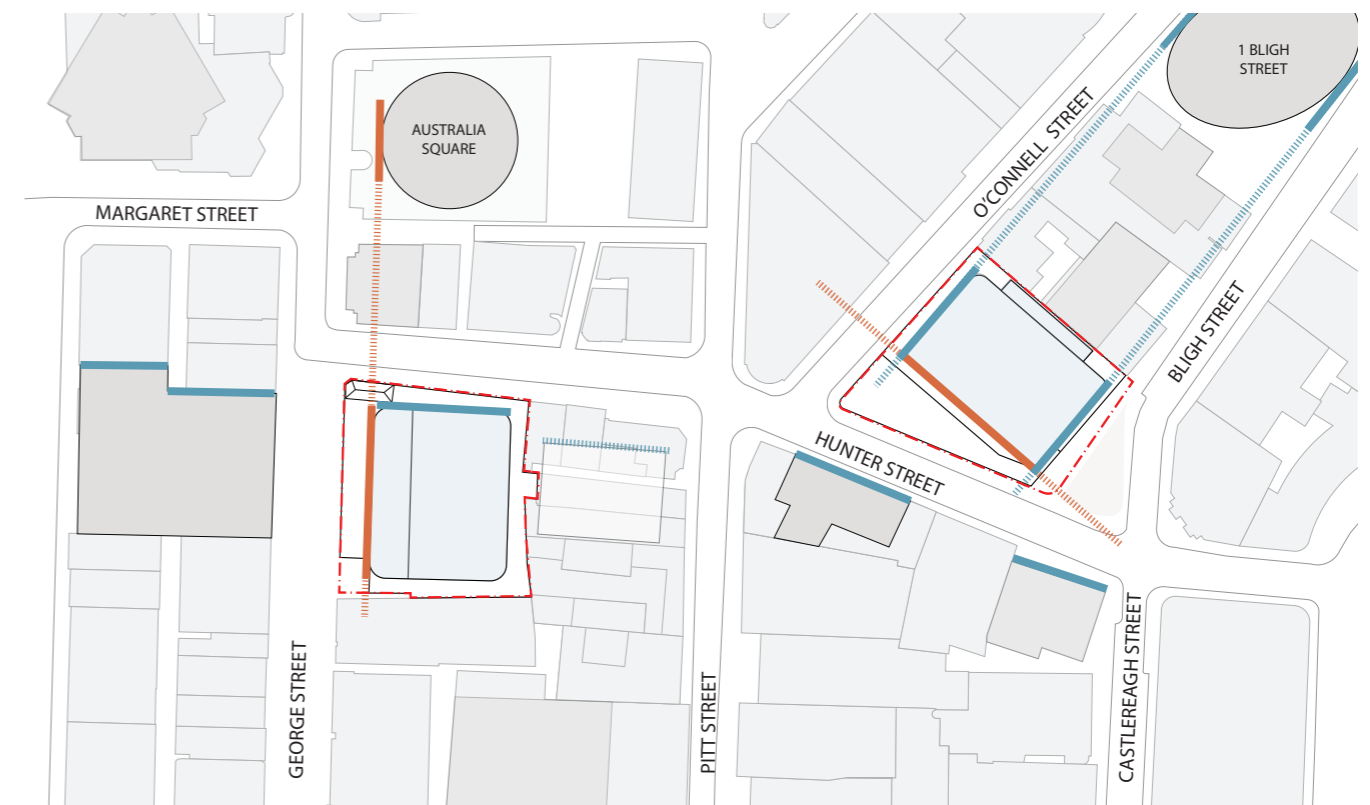 1 BLIGH
STREET
AUSTRALIA
SQUARE
O'CONNELL STREET
MARGARET STREET
BLIGH STREET
HUNTER STREET
GEORGE STREET
PITT STREET
CASTLEREAGH STREET